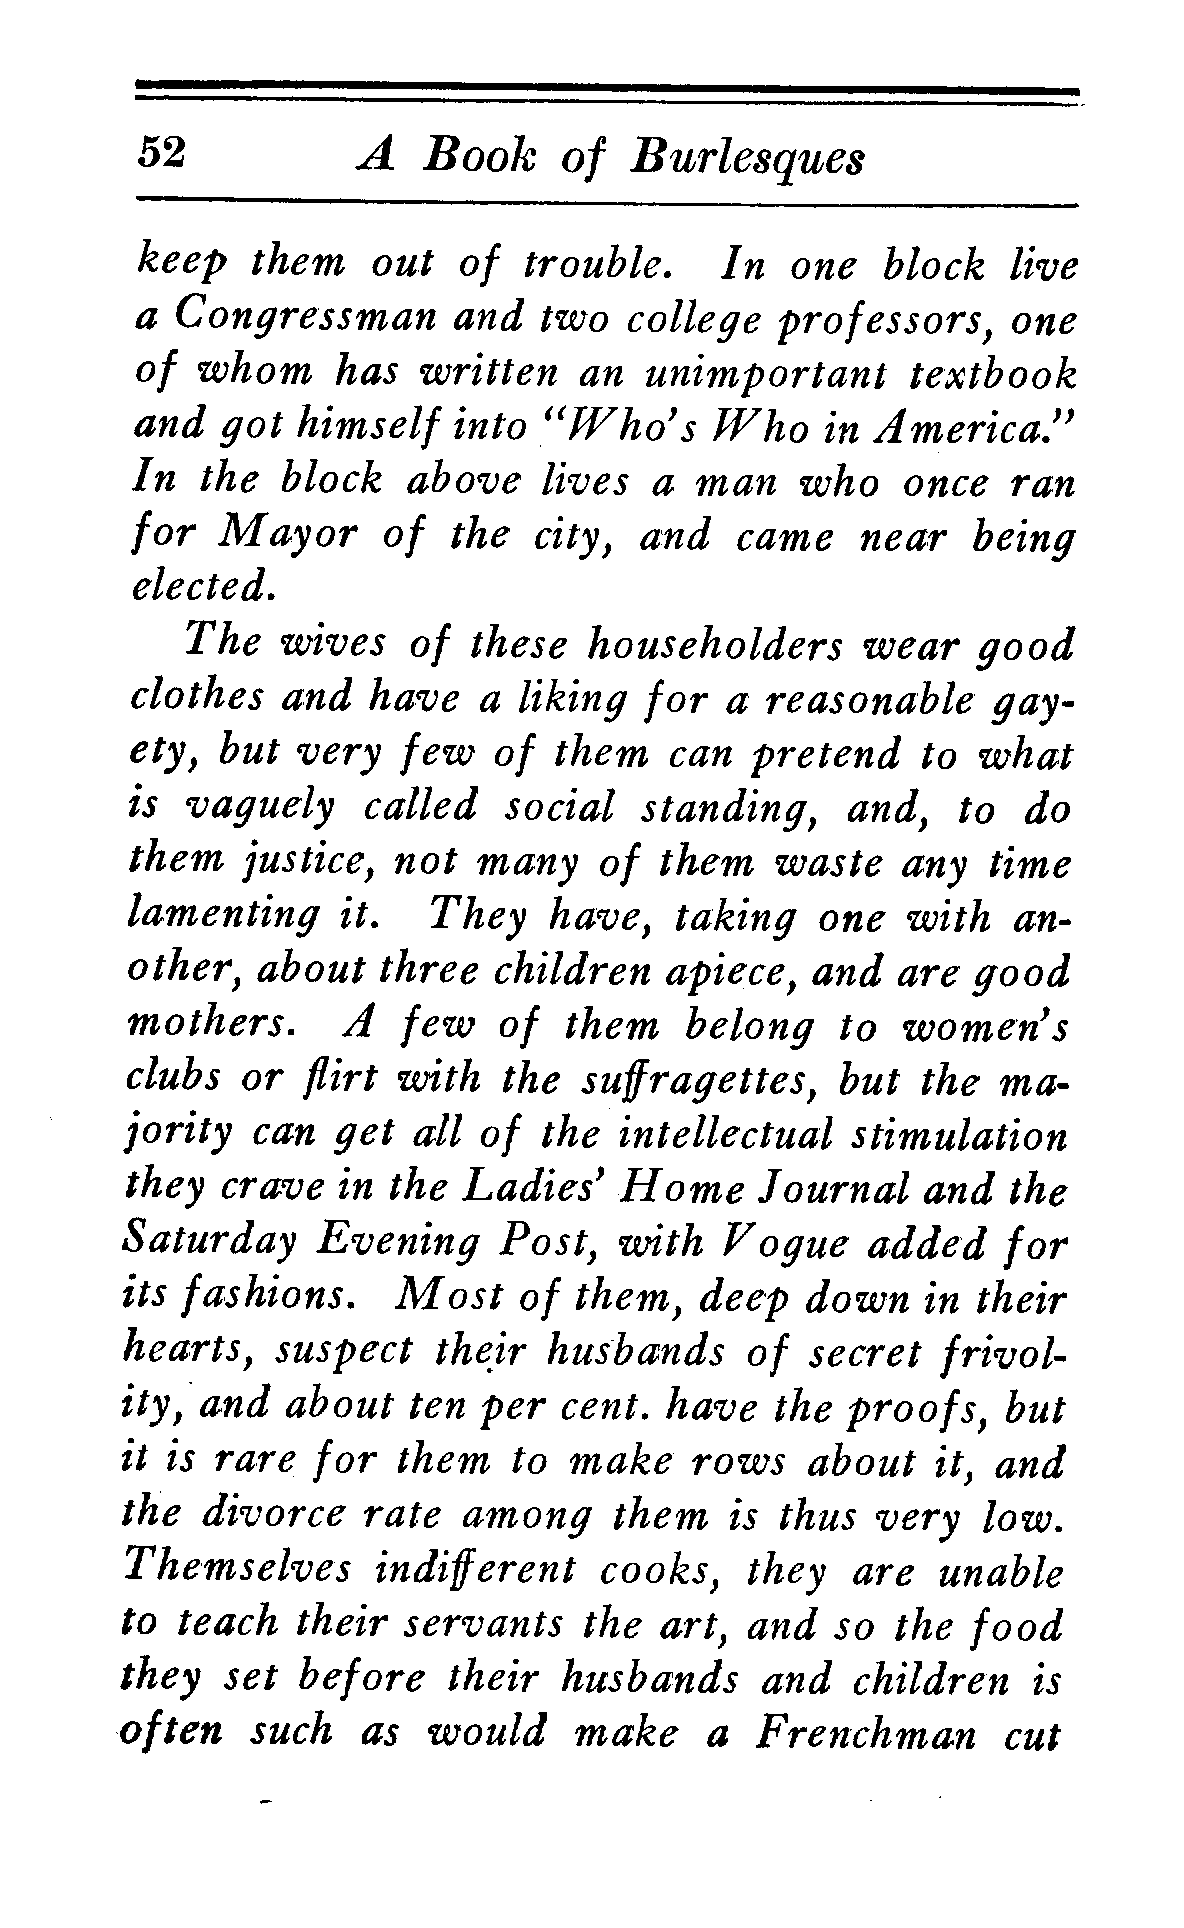 52 A Book of Burlesques
keep them out of trouble. In one block live
a Congressman and two college professors, one
of whom has written an unimportant textbook
and got himself into "Who's Who in America."
In the block above lives a man who once ran
for Mayor of the city, and came near being
elected.
The wives of these householders wear good
clothes and have a liking for a reasonable gay-
ety, but very few of them can pretend to what
is vaguely called social standing, and, to do
them justice, not many of them waste any time
lamenting it. They have, taking one with an-
other, about three children apiece, and are good
mothers. A few of them belong to women's
clubs or flirt with the suffragettes, but the ma-
jority can get all of the intellectual stimulation
they crave in the Ladies' Home Journal and the
Saturday Evening Post, with Vogue added for
its fashions. Most of them, deep down in their
hearts, suspect their husbands of secret frivol-
ity, and about ten per cent. have the proofs, but
it is rare for them to make rows about it, and
the divorce rate among them is thus very low.
Themselves indifferent cooks, they are unable
to teach their servants the art, and so the food
they set before their husbands and children is
often such as would make a Frenchman cut